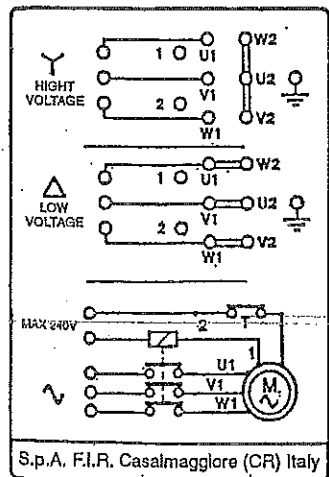 1 U1 W2
HIGHT
VOLTAGE
V1 U2
2
W1 V2
1 U1 W2
LOW
VOLTAGE
V1 U2
2
W1 V2
MAX 240V
2
1
U1
V1
W1
M
S.p.A. F.I.R. Casalmaggiore (CR) Italy